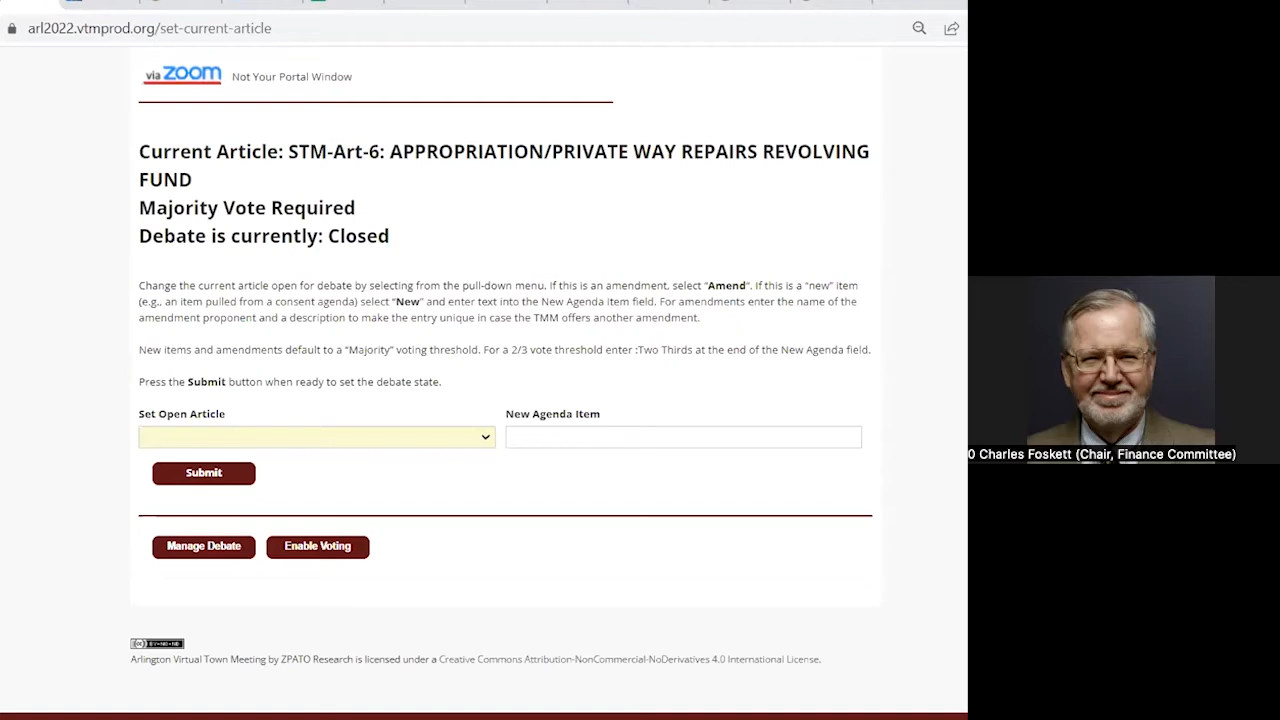 arl2022.vtmprod.org/set-current-article
via zoom Not Your Portal Window
Current Article: STM-Art-6: APPROPRIATION/PRIVATE WAY REPAIRS REVOLVING
FUND
Majority Vote Required
Debate is currently: Closed
Change the current article open for debate by selecting from the pull-down menu. If this is an amendment, select "Amend". If this is a "new" item
(e.g., an item pulled from a consent agenda) select "New" and enter text into the New Agenda Item field. For amendments enter the name of the
amendment proponent and a description to make the entry unique in case the TMM offers another amendment.
New items and amendments default to a "Majority" voting threshold. For a 2/3 vote threshold enter :Two Thirds at the end of the New Agenda field.
Press the Submit button when ready to set the debate state.
Set Open Article New Agenda Item
Submit
0 Charles Foskett (Chair, Finance Committee)
Manage Debate Enable Voting
BY-NC-ND
Arlington Virtual Town Meeting by ZPATO Research is licensed under a Creative Commons Attribution-NonCommercial-NoDerivatives 4.0 International License.